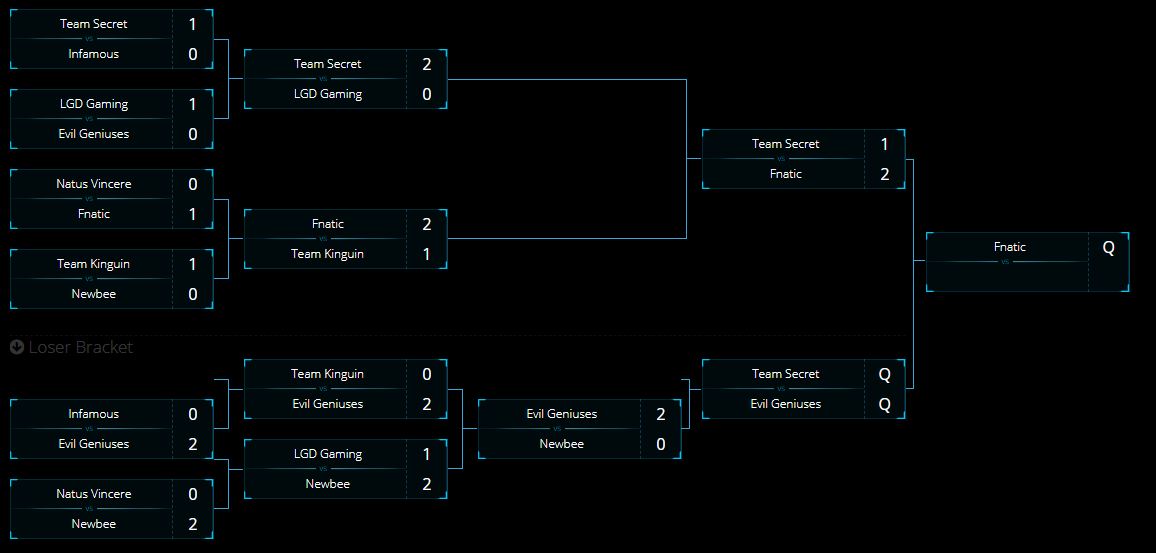 Team Secret 1
vs
Infamous 0
LGD Gaming 1
vs
Evil Geniuses 0
Natus Vincere 0
vs
Fnatic 1
Team Kinguin 1
vs
Newbee 0
Team Secret 2
vs
LGD Gaming 0
Fnatic 2
vs
Team Kinguin 1
Team Secret 1
vs
Fnatic 2
Fnatic Q
vs
Loser Bracket
Infamous 0
vs
Evil Geniuses 2
Natus Vincere 0
vs
Newbee 2
Team Kinguin 0
vs
Evil Geniuses 2
LGD Gaming 1
vs
Newbee 2
Evil Geniuses 2
vs
Newbee 0
Team Secret Q
vs
Evil Geniuses Q